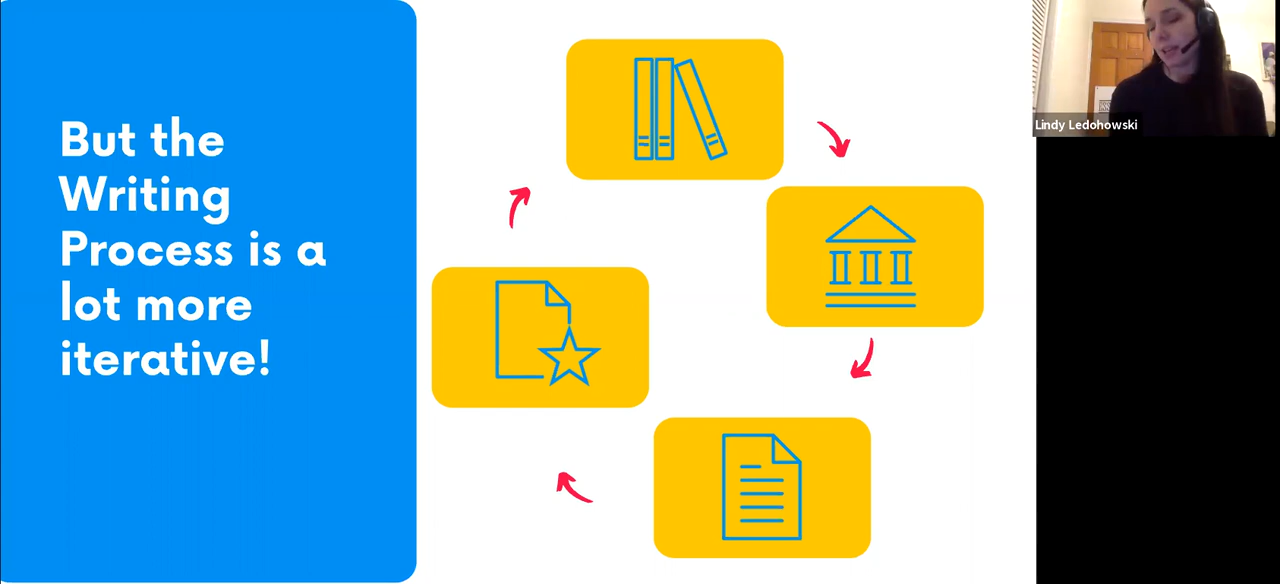 But the
Writing
Process is a
lot more
iterative!
Lindy Ledohowski